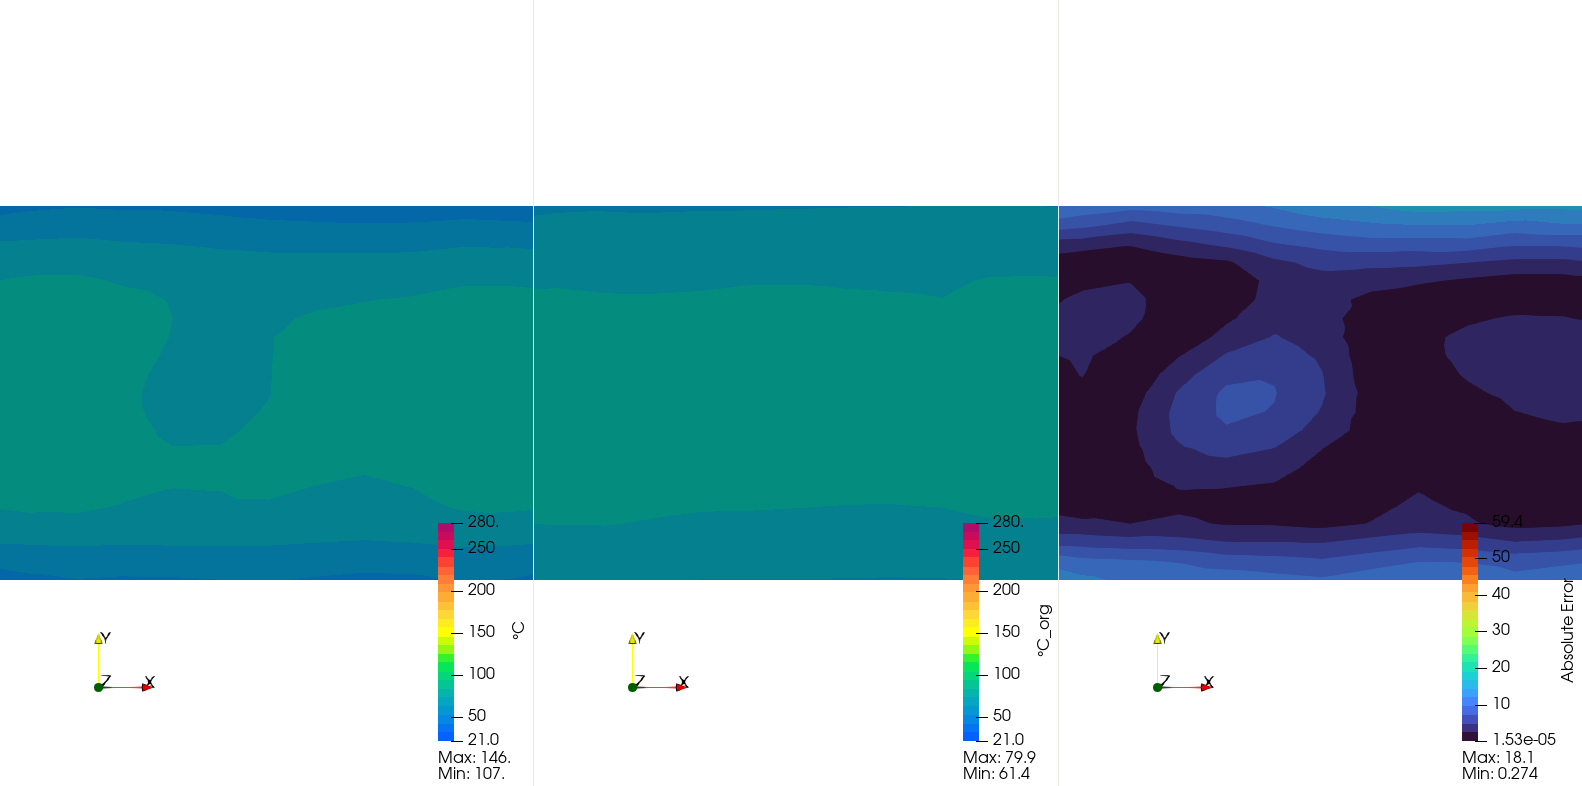 280.
250
200
150
100
50
21.0
°C
Max: 146.
Min: 107.
Y
Z
X
280.
250
200
150
100
50
21.0
°C_org
Max: 79.9
Min: 61.4
Y
Z
X
59.4
50
40
30
20
10
1.53e-05
Absolute Error
Max: 18.1
Min: 0.274
Y
Z
X